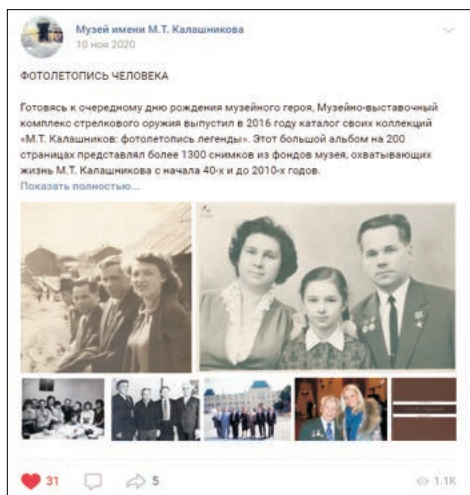 Музей имени М.Т. Калашникова
10 ноя 2020
ФОТОЛЕТОПИСЬ ЧЕЛОВЕКА
Готовясь к очередному дню рождения музейного героя, Музейно-выставочный
комплекс стрелкового оружия выпустил в 2016 году каталог своих коллекций
«М.Т. Калашников: фотолетопись легенды». Этот большой альбом на 200
страницах представлял более 1300 снимков из фондов музея, охватывающих
жизнь М.Т. Калашникова с начала 40-х и до 2010-х годов.
Показать полностью...
31
5
1.1K